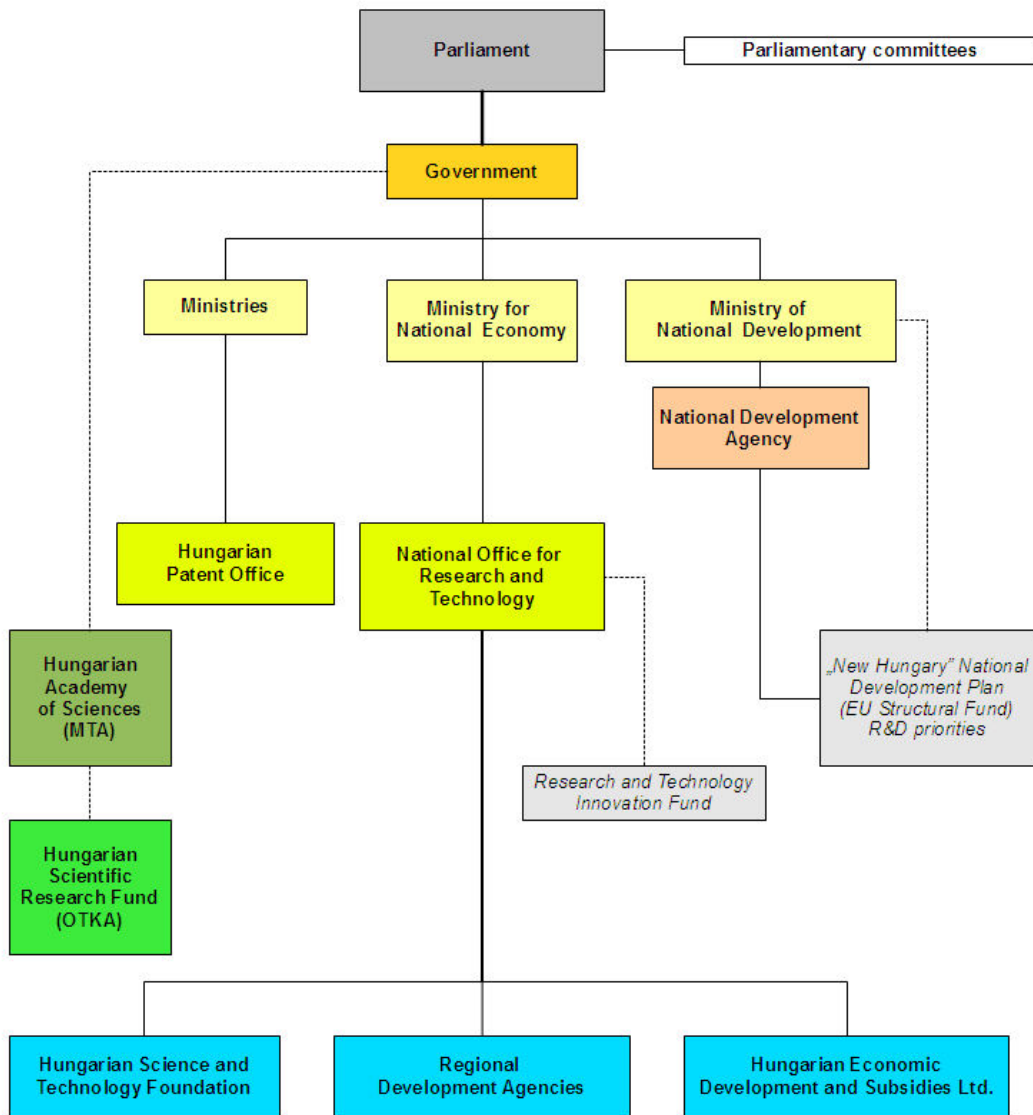 Parliament
Parliamentary committees
Government
Ministries
Ministry for
National Economy
Ministry of
National Development
National Development
Agency
Hungarian
Patent Office
National Office for
Research and
Technology
Hungarian
Academy
of Sciences
(MTA)
„New Hungary” National
Development Plan
(EU Structural Fund)
R&D priorities
Research and Technology
Innovation Fund
Hungarian
Scientific
Research Fund
(OTKA)
Hungarian Science and
Technology Foundation
Regional
Development Agencies
Hungarian Economic
Development and Subsidies Ltd.